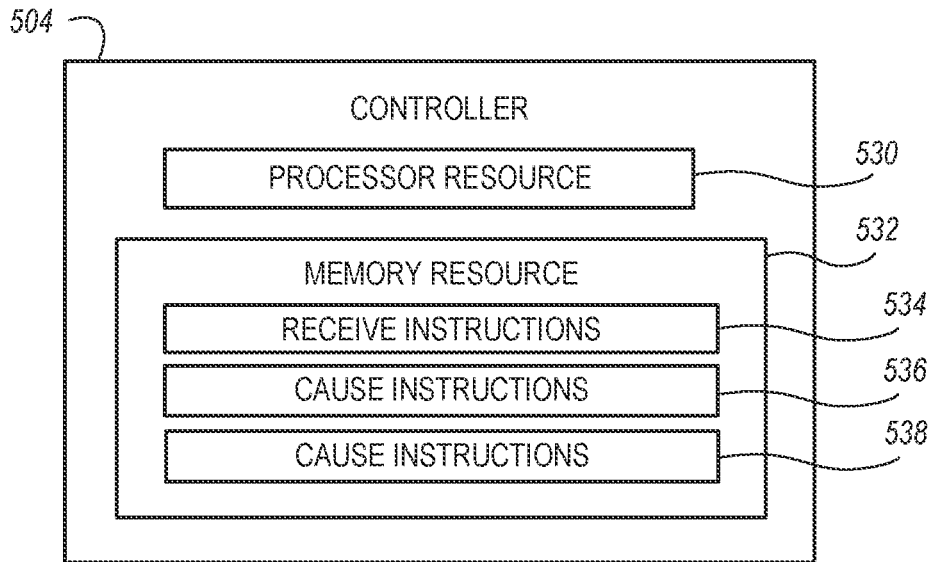 504
CONTROLLER
PROCESSOR RESOURCE
530
532
MEMORY RESOURCE
RECEIVE INSTRUCTIONS
534
CAUSE INSTRUCTIONS
536
CAUSE INSTRUCTIONS
538